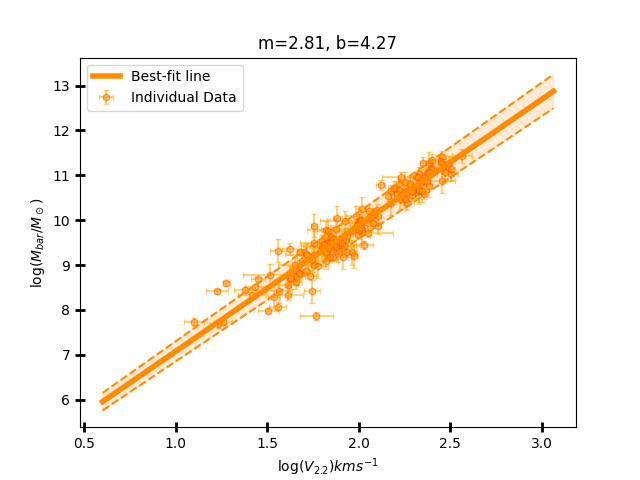 m=2.81, b=4.27
Best-fit line
Individual Data
log(M_bar/M_⊙)
13
12
11
10
9
8
7
6
0.5 1.0 1.5 2.0 2.5 3.0
log(V_2.2)kms^−1